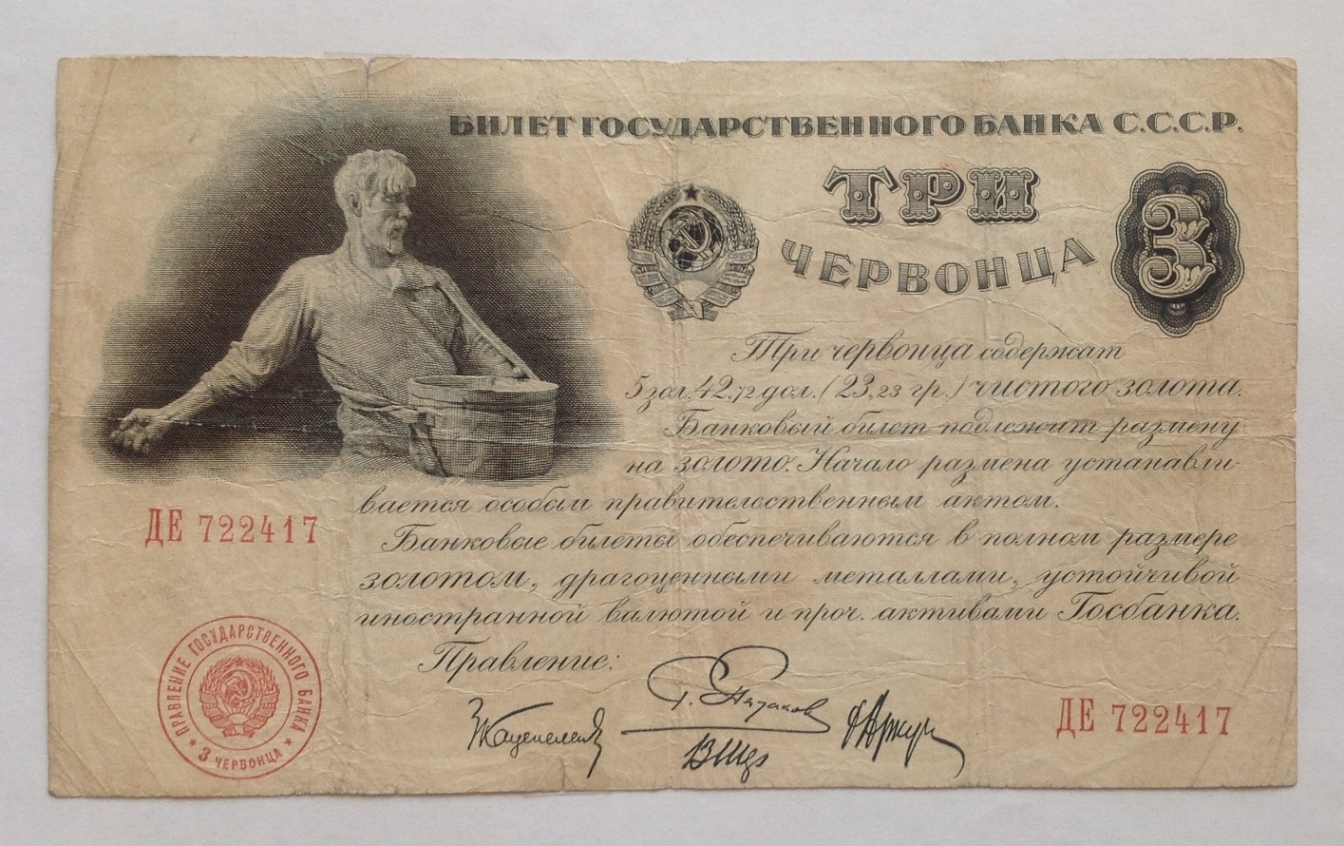 БИЛЕТ ГОСУДАРСТВЕННОГО БАНКА С.С.С.Р.
ТРИ
ЧЕРВОНЦА
3
Три червонца содержат
5 зол. 42,72 дол. (23,23 гр.) чистого золота.
Банковый билет подлежит размену
на золото. Начало размена устанавли-
вается особым правительственным актом.
Банковые билеты обеспечиваются в полном размере
золотом, драгоценными металлами, устойчивой
иностранной валютой и проч. активами Госбанка.
Правление:
ДЕ 722417
ПРАВЛЕНИЕ ГОСУДАРСТВЕННОГО БАНКА
3 ЧЕРВОНЦА
Г. Пятаков
ДЕ 722417